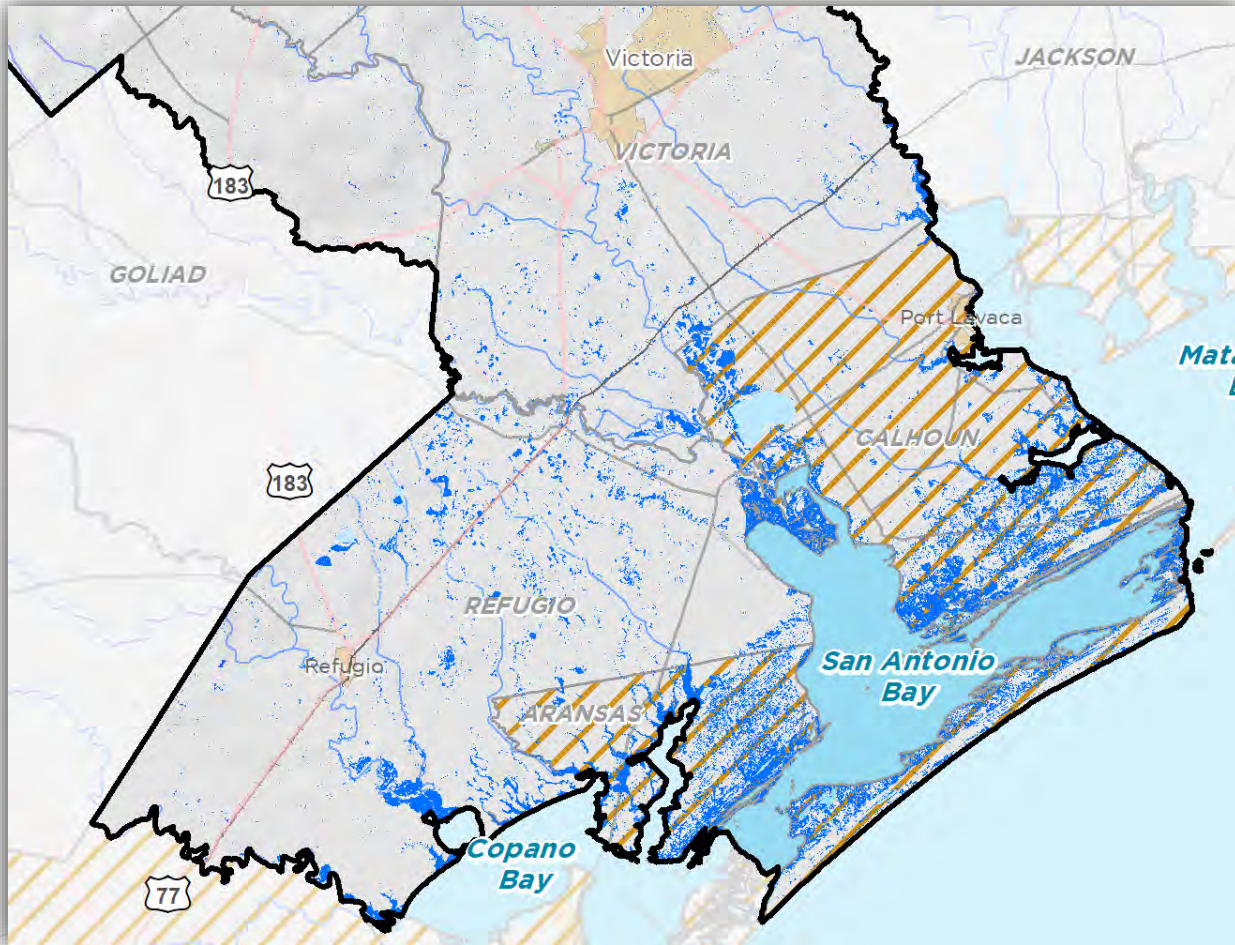 Victoria
JACKSON
VICTORIA
183
GOLIAD
Port Lavaca
CALHOUN
183
REFUGIO
Refugio
San Antonio
Bay
ARANSAS
Copano
Bay
77